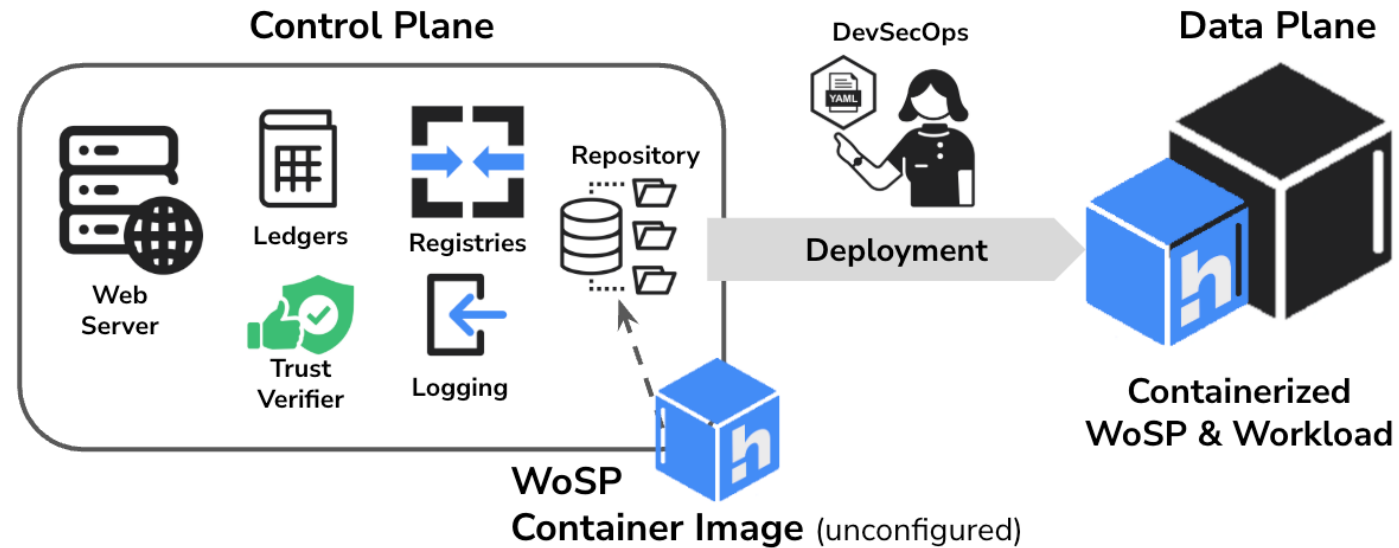 Control Plane
DevSecOps
Data Plane
YAML
Repository
Ledgers
Registries
Deployment
Web
Server
Trust
Verifier
Logging
Containerized
WoSP & Workload
WoSP
Container Image (unconfigured)
h
h